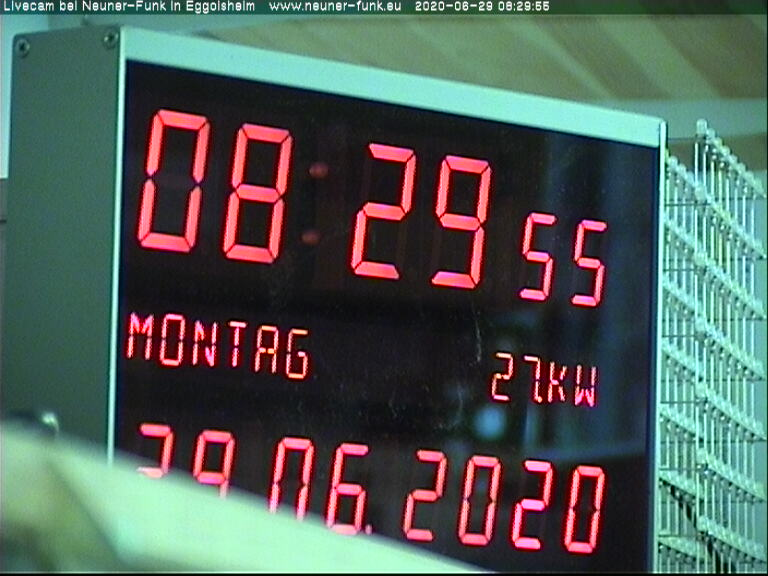 Livecam bei Neuner-Funk in Eggolsheim www.neuner-funk.eu 2020-06-29 08:29:55
08:29 55
MONTAG 27KW
29.06.2020